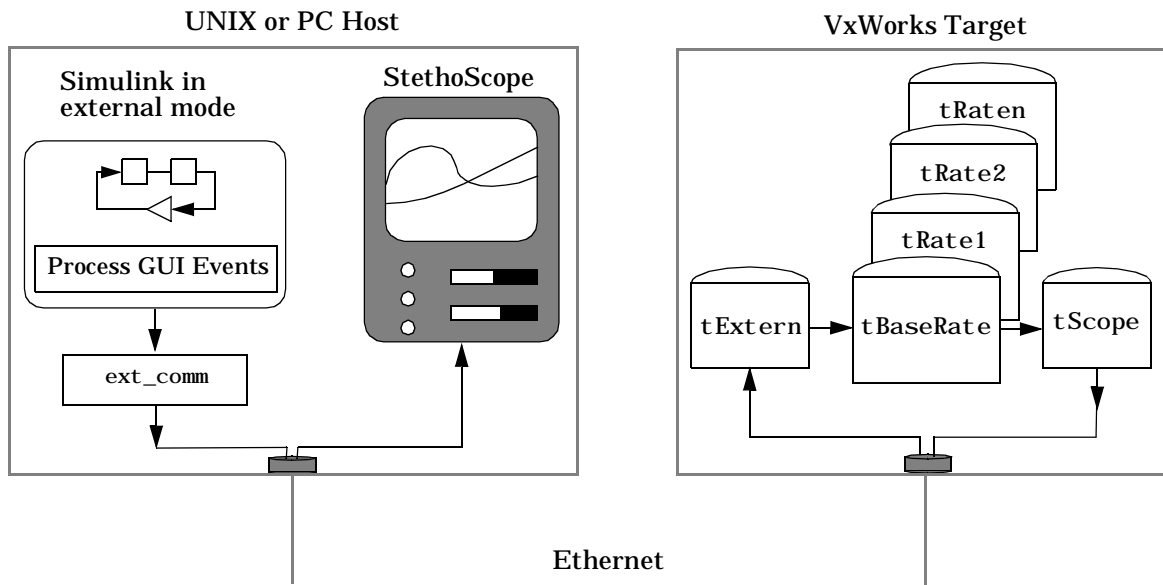 UNIX or PC Host
Simulink in
external mode
StethoScope
Process GUI Events
ext_comm
VxWorks Target
tRaten
tRate2
tRate1
tExtern
tBaseRate
tScope
Ethernet